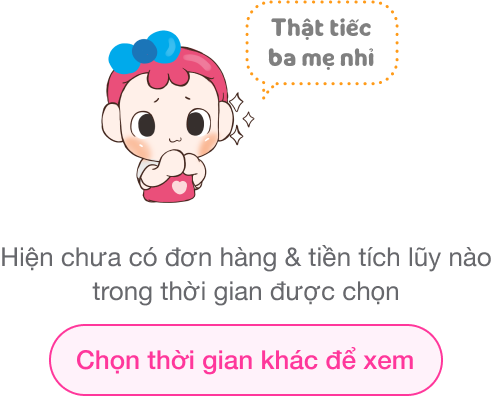 Thật tiếc
ba mẹ nhỉ
Hiện chưa có đơn hàng & tiền tích lũy nào
trong thời gian được chọn
Chọn thời gian khác để xem